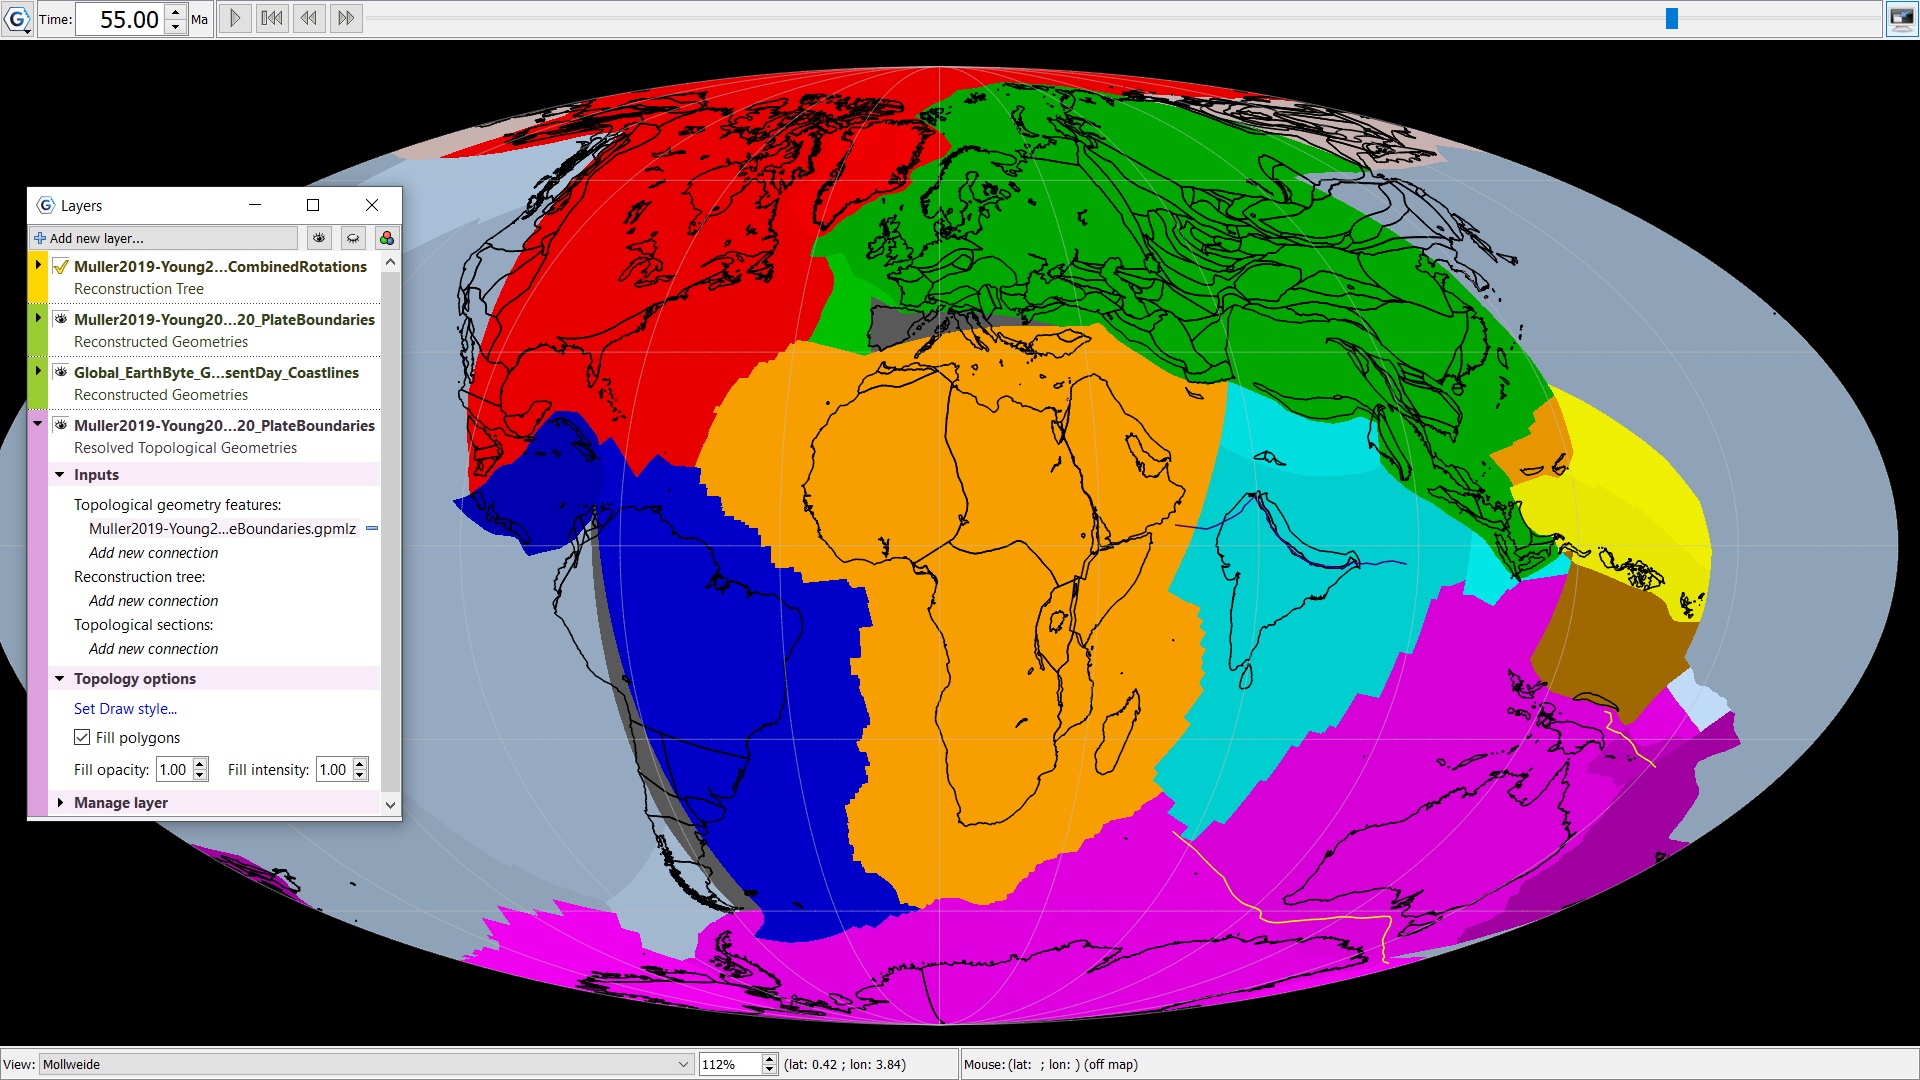 Time: 55.00 Ma
Layers
Add new layer...
Muller2019-Young2...CombinedRotations
Reconstruction Tree
Muller2019-Young20...20_PlateBoundaries
Reconstructed Geometries
Global_EarthByte_G...sentDay_Coastlines
Reconstructed Geometries
Muller2019-Young20...20_PlateBoundaries
Resolved Topological Geometries
Inputs
Topological geometry features:
Muller2019-Young2...eBoundaries.gpmlz
Add new connection
Reconstruction tree:
Add new connection
Topological sections:
Add new connection
Topology options
Set Draw style...
Fill polygons
Fill opacity: 1.00 Fill intensity: 1.00
Manage layer
View: Mollweide 112% (lat: 0.42 ; lon: 3.84) Mouse: (lat: ; lon: ) (off map)